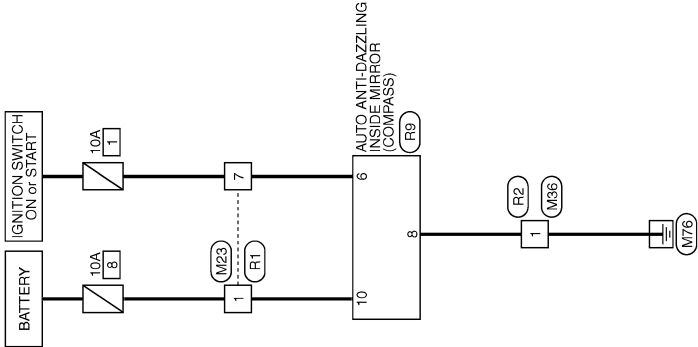 IGNITION SWITCH
ON or START
10A
1
7
AUTO ANTI-DAZZLING
INSIDE MIRROR
(COMPASS)
R9
6
8
10
R2
M36
1
M76
BATTERY
10A
8
M23
R1
1